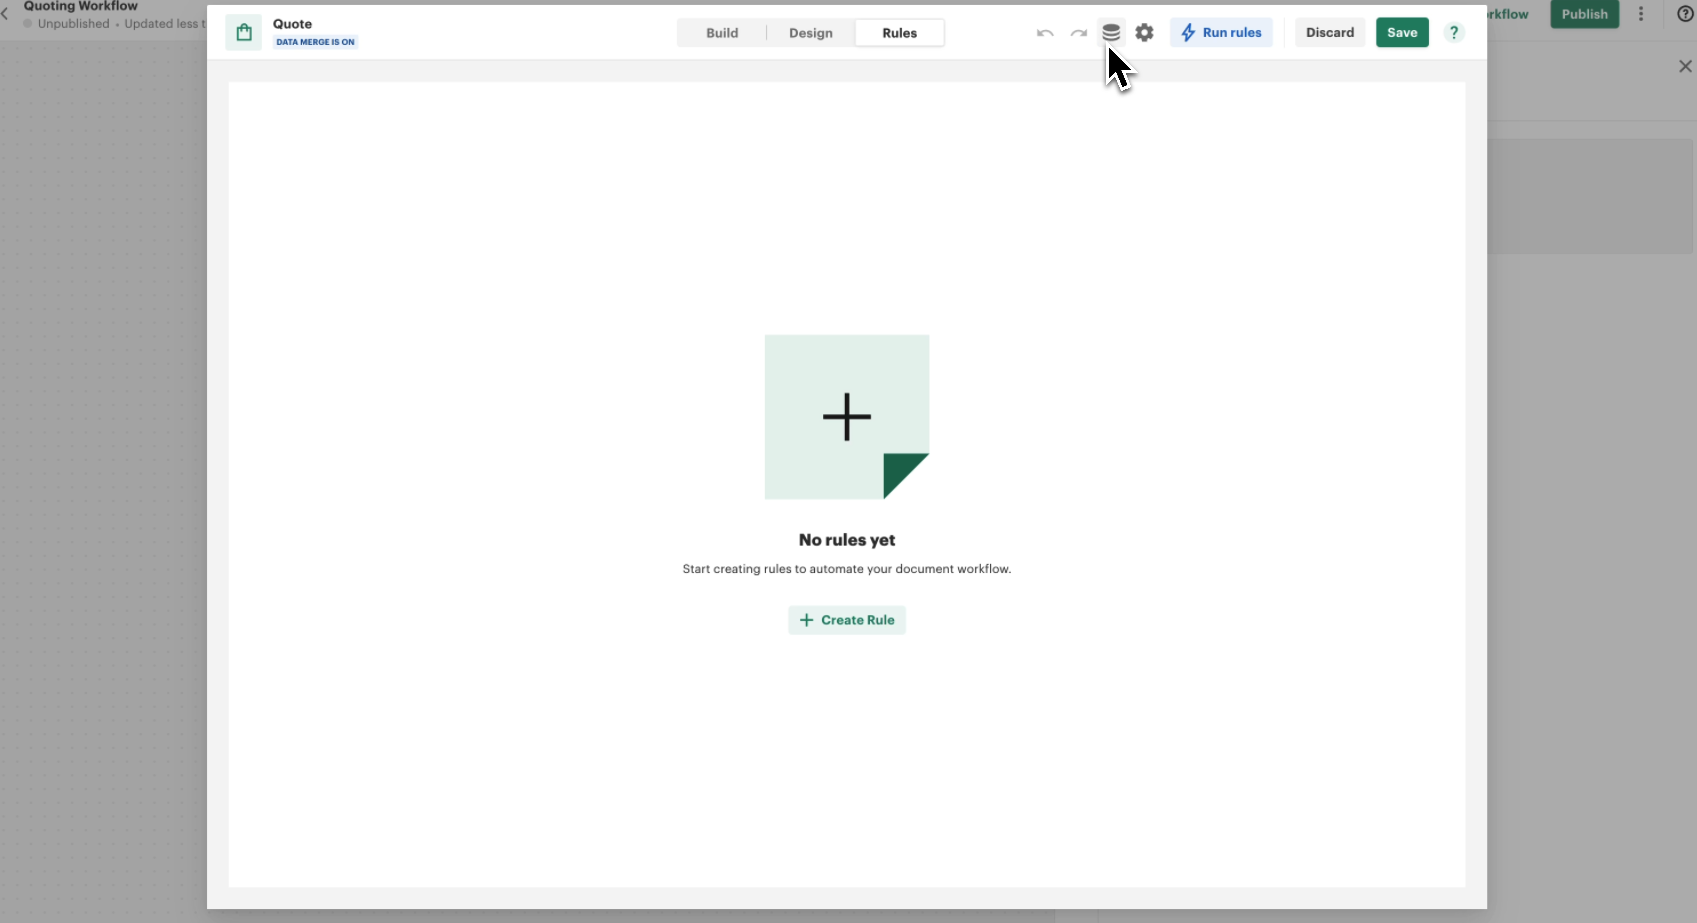 Quoting Workflow
Unpublished • Updated less t
rkflow
Publish
Quote
DATA MERGE IS ON
Build
Design
Rules
Run rules
Discard
Save
?
No rules yet
Start creating rules to automate your document workflow.
+ Create Rule